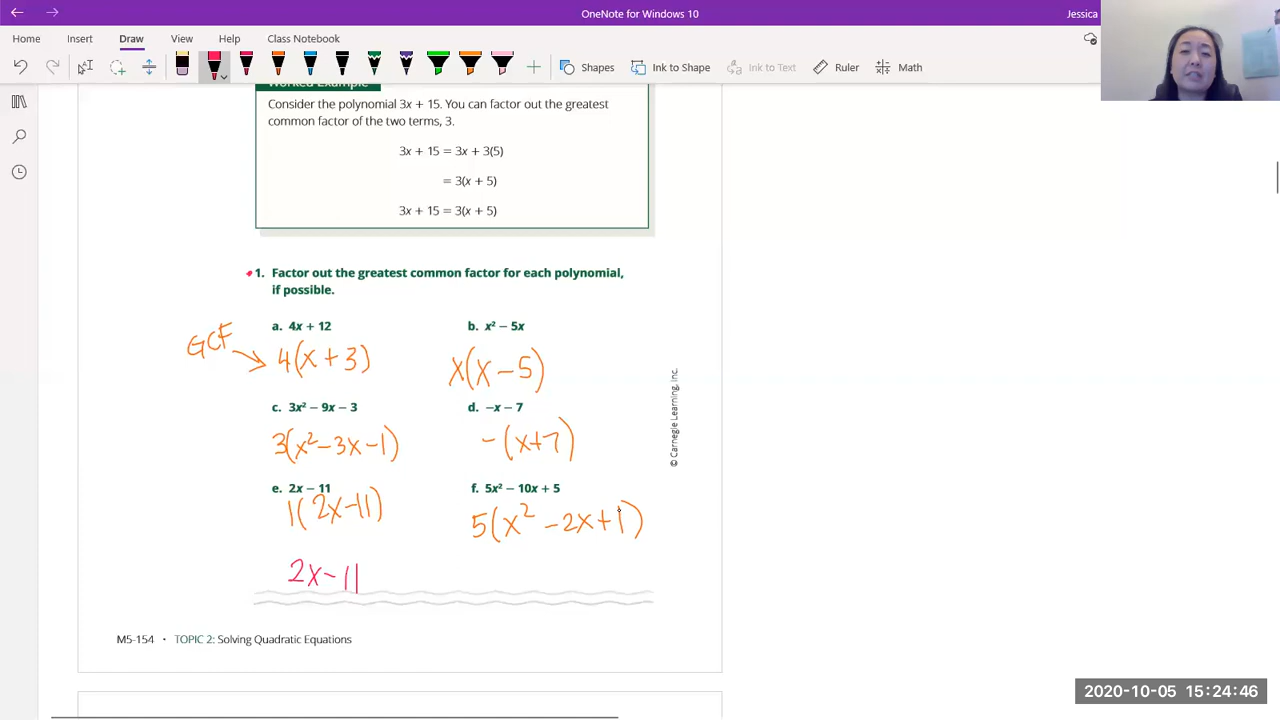 OneNote for Windows 10
Jessica
Home Insert Draw View Help Class Notebook
Shapes Ink to Shape Ink to Text Ruler Math
Worked Example
Consider the polynomial 3x + 15. You can factor out the greatest
common factor of the two terms, 3.
3x + 15 = 3x + 3(5)
= 3(x + 5)
3x + 15 = 3(x + 5)
1. Factor out the greatest common factor for each polynomial,
if possible.
a. 4x + 12
b. x² – 5x
GCF
4(x + 3)
x(x – 5)
c. 3x² – 9x – 3
d. –x – 7
3(x² – 3x – 1)
–(x + 7)
e. 2x – 11
f. 5x² – 10x + 5
1(2x – 11)
5(x² – 2x + 1)
2x – 11
© Carnegie Learning, Inc.
M5-154 • TOPIC 2: Solving Quadratic Equations
2020-10-05 15:24:46